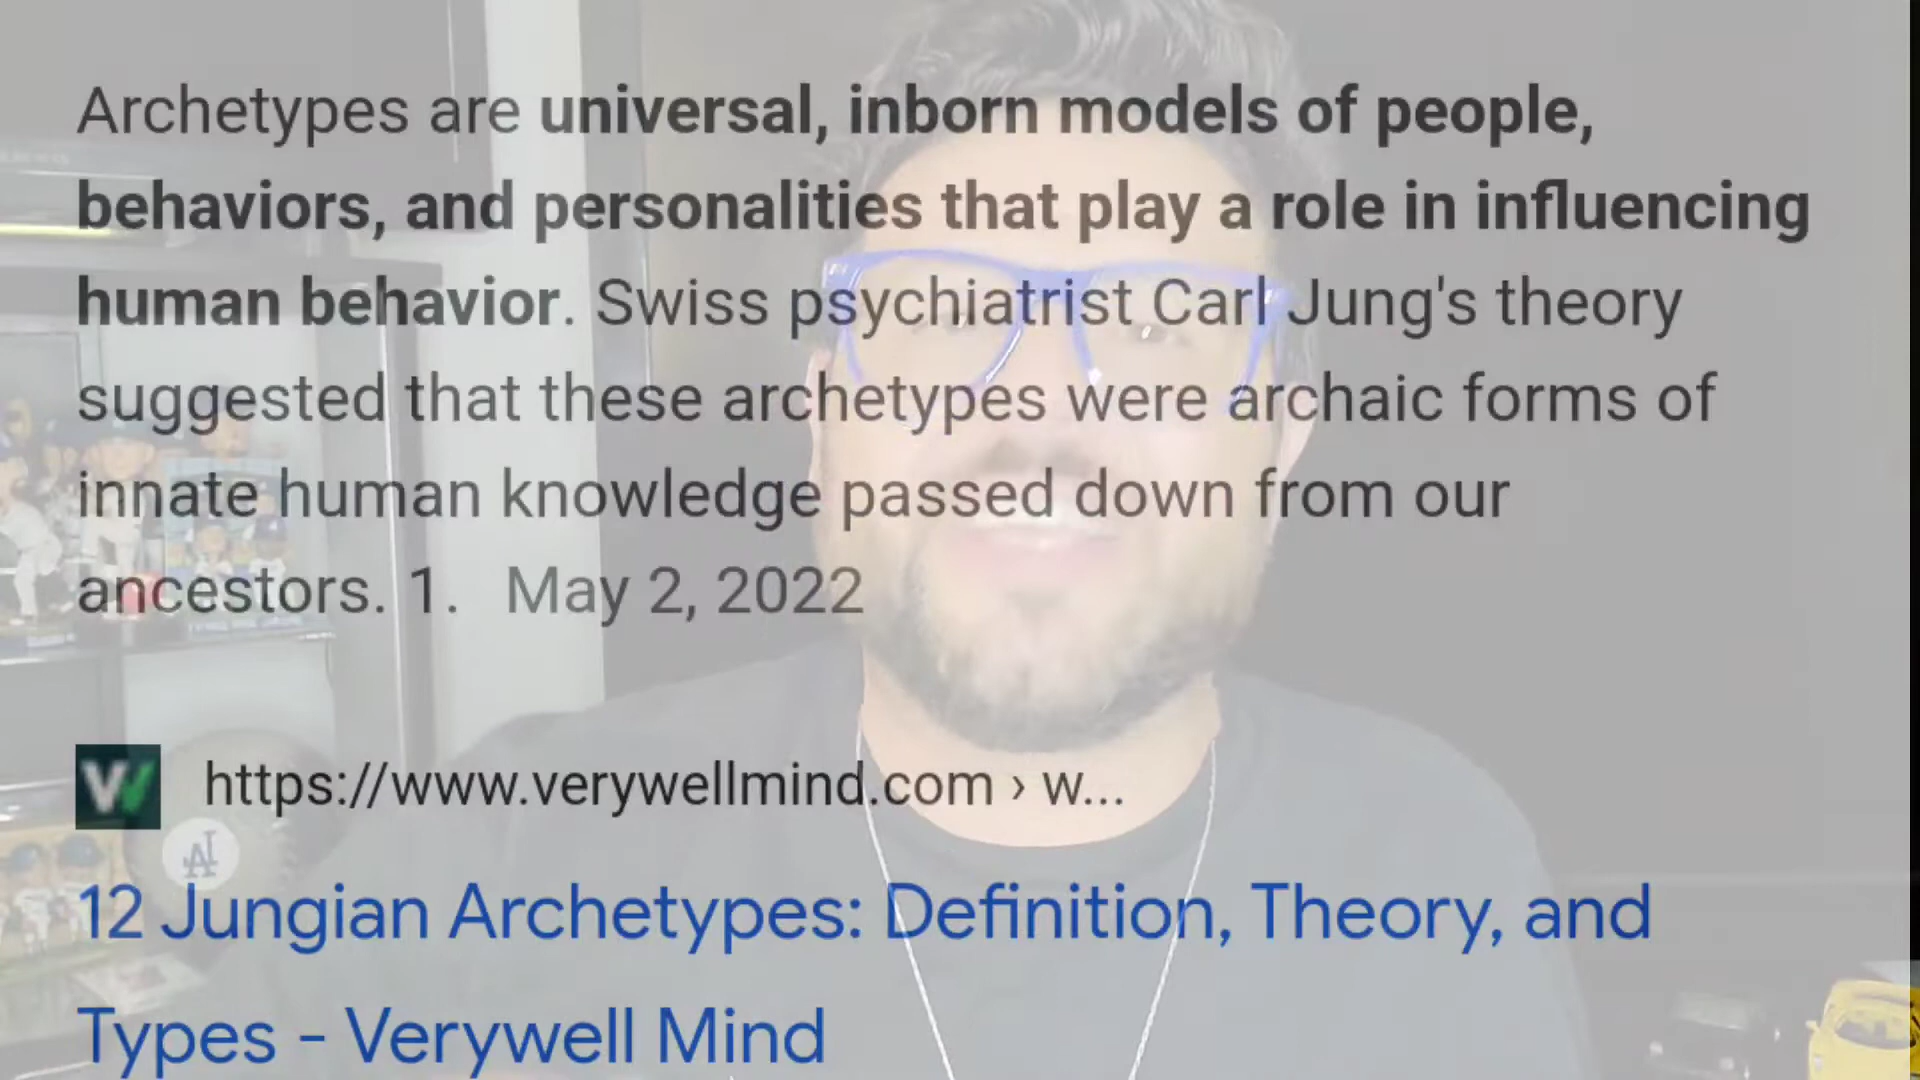 Archetypes are universal, inborn models of people,
behaviors, and personalities that play a role in influencing
human behavior. Swiss psychiatrist Carl Jung's theory
suggested that these archetypes were archaic forms of
innate human knowledge passed down from our
ancestors. 1. May 2, 2022
https://www.verywellmind.com › w...
LA
12 Jungian Archetypes: Definition, Theory, and
Types - Verywell Mind